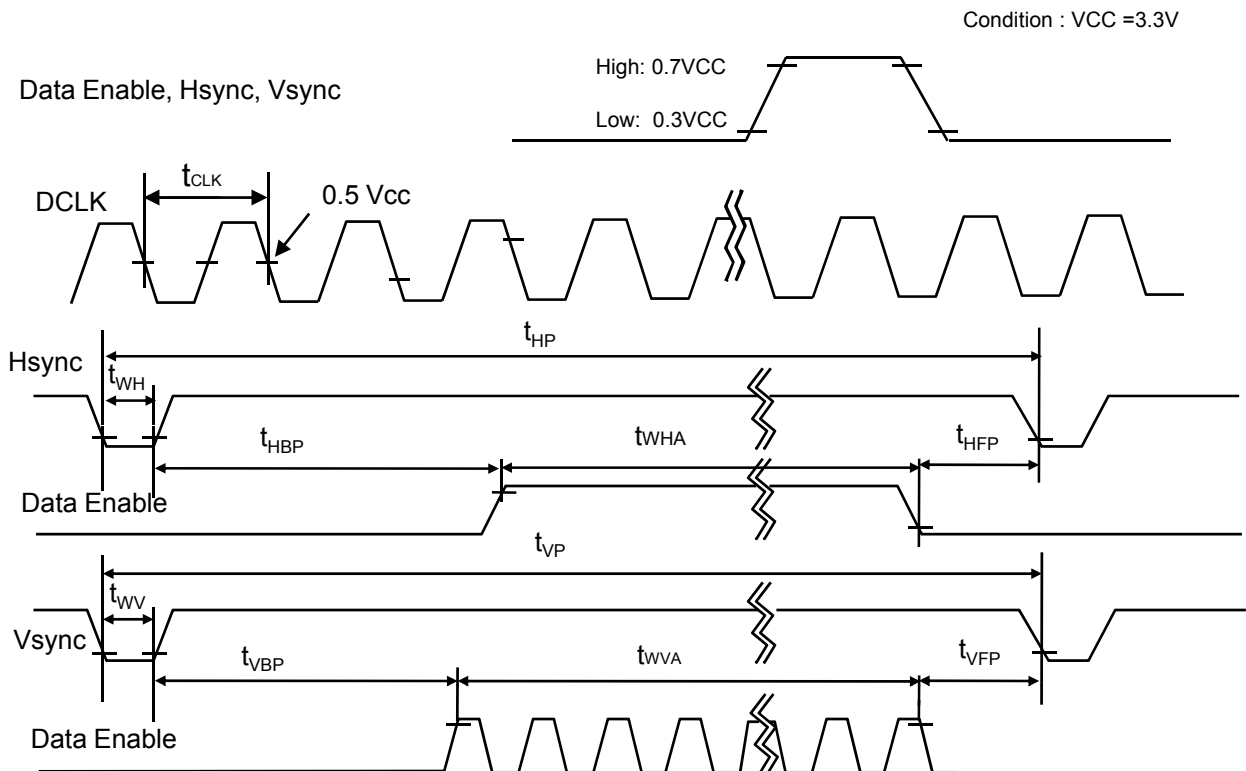 Condition : VCC =3.3V
High: 0.7VCC
Data Enable, Hsync, Vsync
Low: 0.3VCC
tCLK
0.5 Vcc
DCLK
tHP
Hsync
tWH
tHBP
tWHA
tHFP
Data Enable
tVP
tWV
Vsync
tVBP
tWVA
tVFP
Data Enable